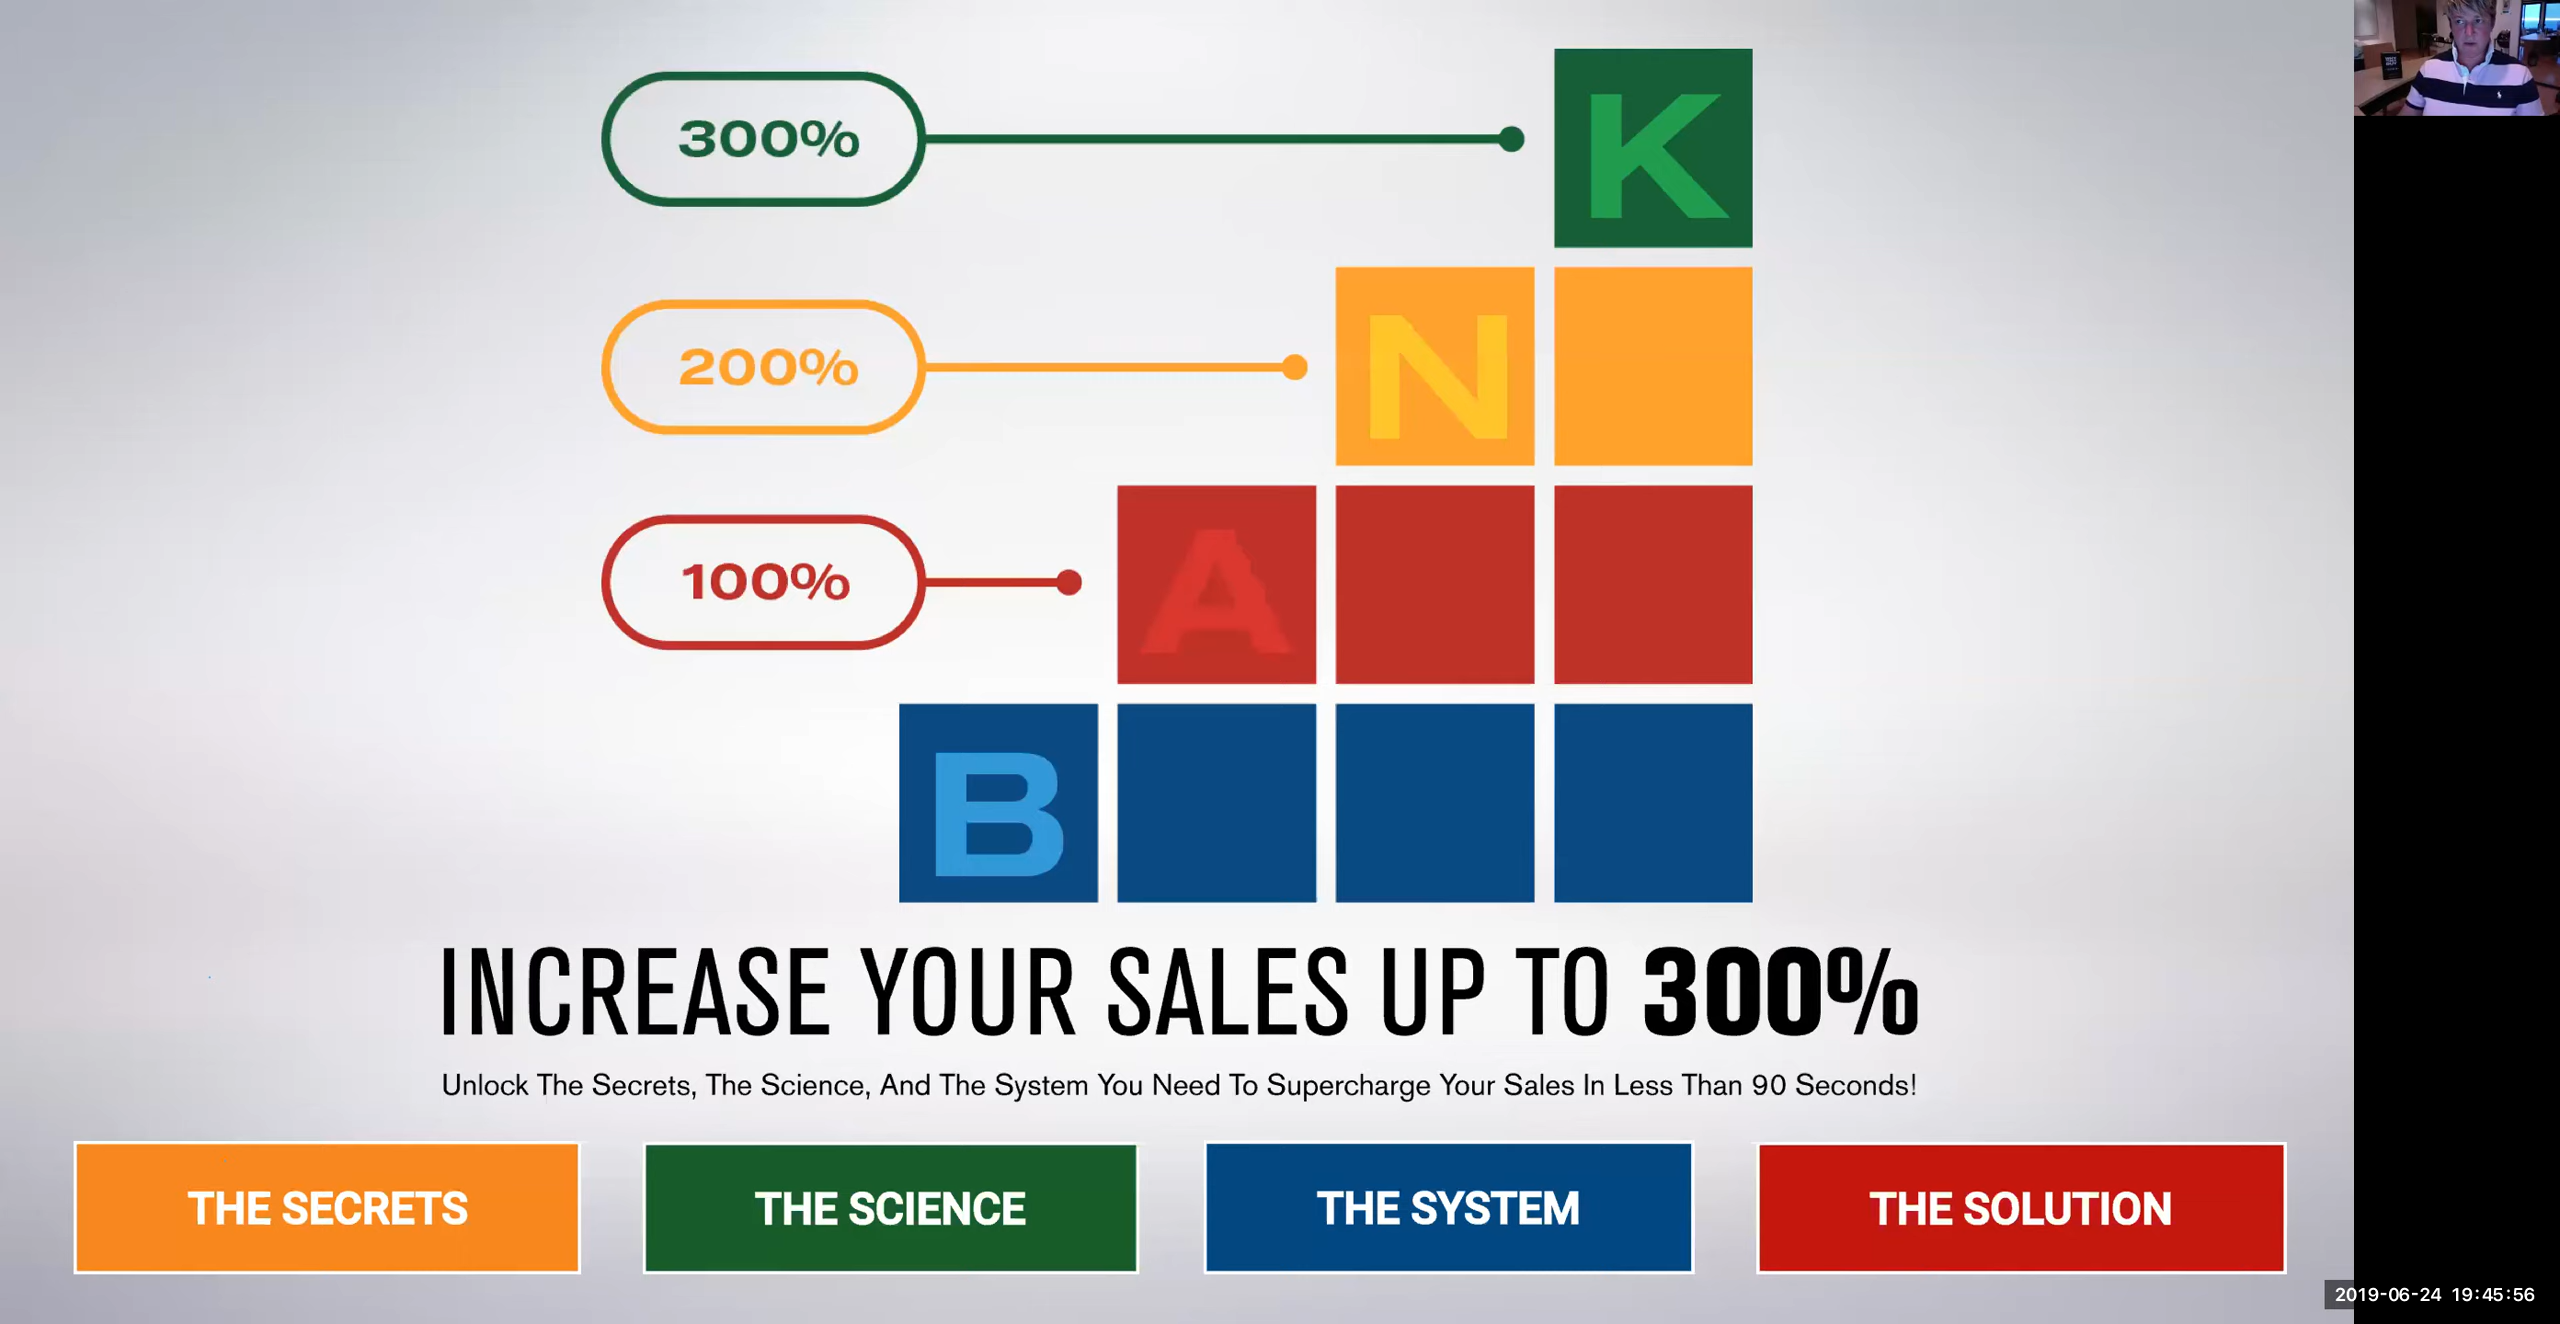 300%
K
200%
N
100%
A
B
INCREASE YOUR SALES UP TO 300%
Unlock The Secrets, The Science, And The System You Need To Supercharge Your Sales In Less Than 90 Seconds!
THE SECRETS
THE SCIENCE
THE SYSTEM
THE SOLUTION
2019-06-24 19:45:56